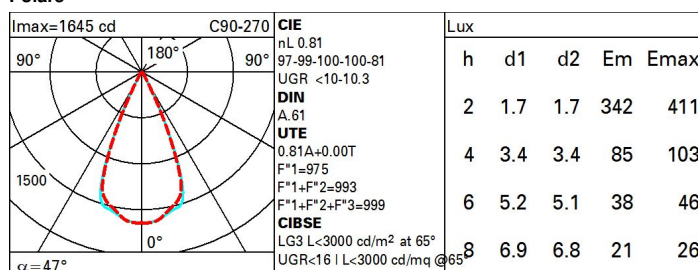 Imax=1645 cd C90-270
90° 180° 90°
1500
0°
α=47°
CIE
nL 0.81
97-99-100-100-81
UGR <10-10.3
DIN
A.61
UTE
0.81A+0.00T
F"1=975
F"1+F"2=993
F"1+F"2+F"3=999
CIBSE
LG3 L<3000 cd/m² at 65°
UGR<16 | L<3000 cd/mq @65°
Lux
h d1 d2 Em Emax
2 1.7 1.7 342 411
4 3.4 3.4 85 103
6 5.2 5.1 38 46
8 6.9 6.8 21 26